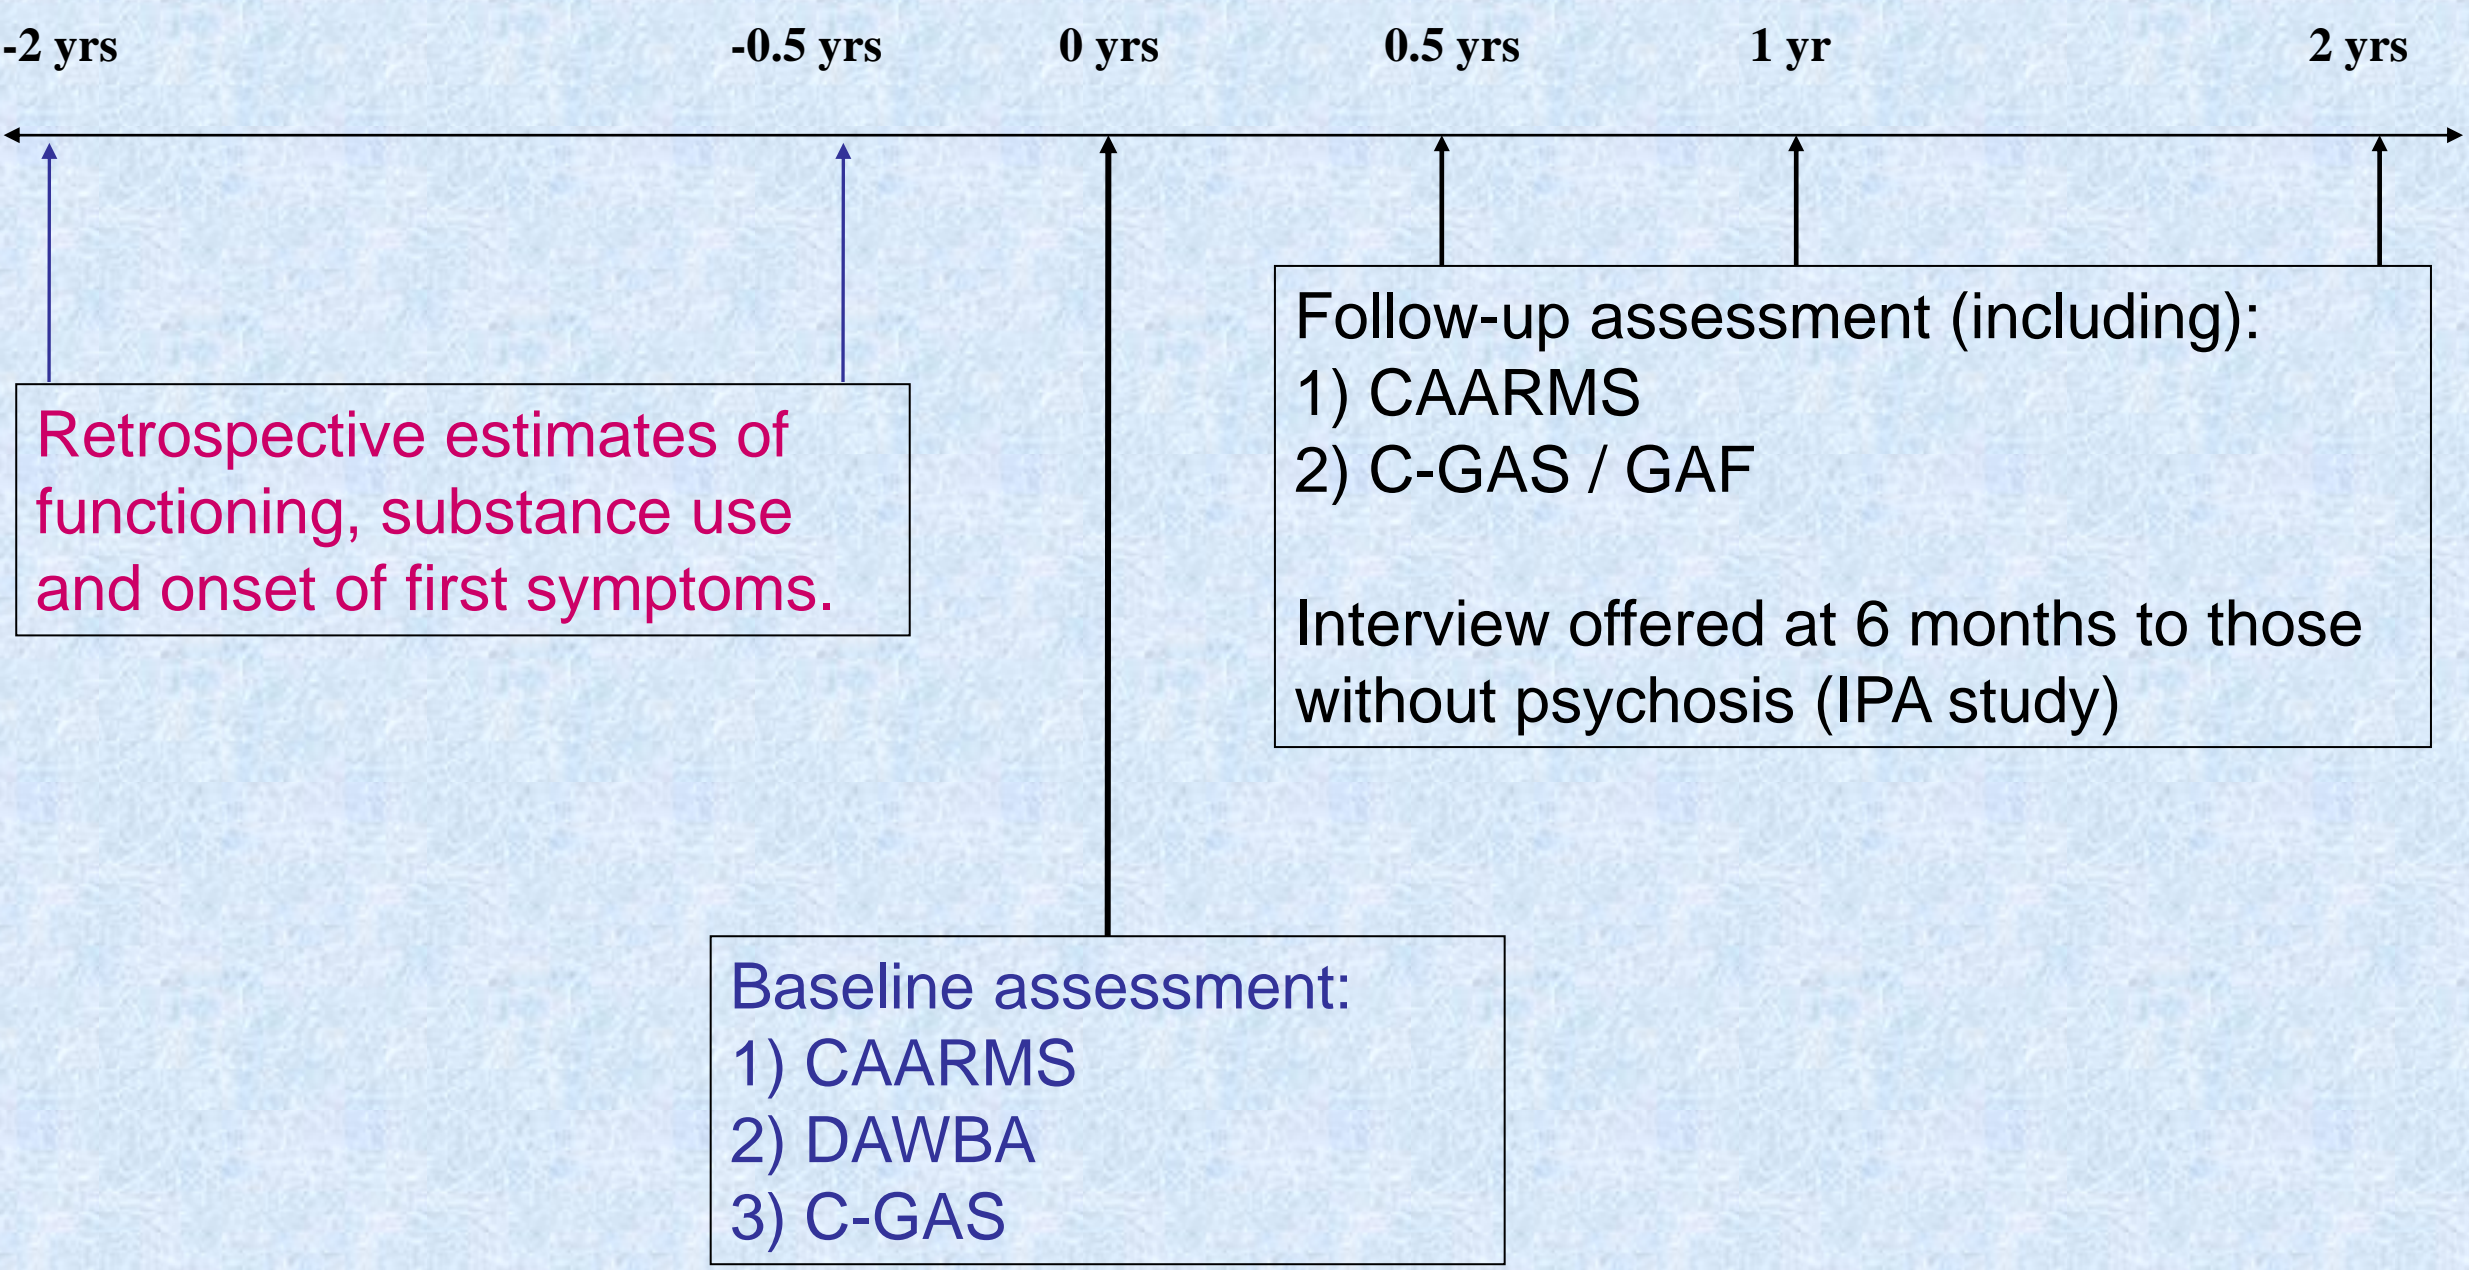 -2 yrs -0.5 yrs 0 yrs 0.5 yrs 1 yr 2 yrs
Retrospective estimates of
functioning, substance use
and onset of first symptoms.
Follow-up assessment (including):
1) CAARMS
2) C-GAS / GAF
Interview offered at 6 months to those
without psychosis (IPA study)
Baseline assessment:
1) CAARMS
2) DAWBA
3) C-GAS